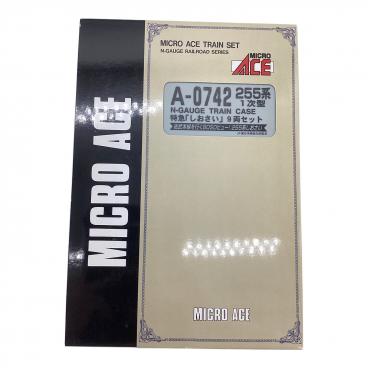 MICRO ACE TRAIN SET
N-GAUGE RAILROAD SERIES
MICRO
ACE
A-0742 255系
1次型
N-GAUGE TRAIN CASE
特急「しおさい」9両セット
MICRO ACE
MICRO ACE